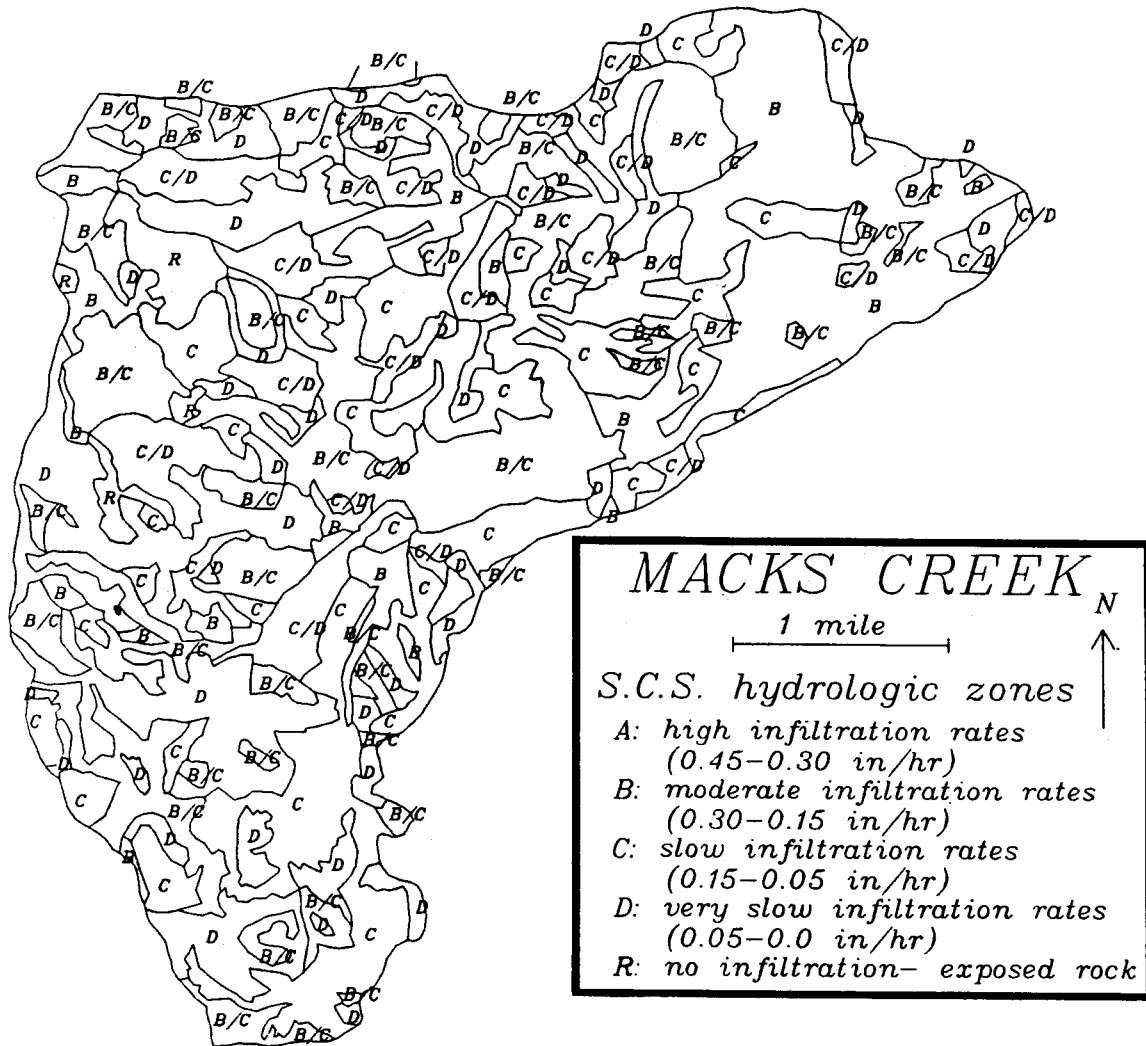 D
C
C/D
C/D
B/C
B/C
B/C
D
C/D
B/C
B
B/C
D
B/C
B/C
D
B/C
D
C
C/D
B/C
D
C/D
D
B/C
C/D
D
C
B/C
C
D
D
B
C/D
B/C
C/D
B
C/D
D
C/D
D
B/C
B
C/D
B/C
D
B/C
D
C
D
B/C
B/C
D
R
C/D
C/D
B
C
D
C/D
B/C
C/D
C/D
R
B
D
D
C
C
C/D
C
C
B
B/C
D
B/C
B/C
B/C
C
C/D
C
B/C
B/C
C/D
D
C
D
C
R
D
C
B
C
B
C
D
C/D
D
B/C
C/D
B/C
C/D
D
R
B/C
C/D
D
C
B/C
C
D
B
C
B
C
C/D
C/D
B/C
B
C
D
B/C
B
C
C
B/C
C
B
B
C/D
B/C
B
D
B/C
B/C
D
D
B/C
D
C
D
C
B/C
C
B/C
B/C
D
D
D
C
C
B/C
B/C
D
D
D
B
C
B/C
D
D
C
D
B/C
B/C
D
B/C
B/C
MACKS CREEK
N
1 mile
S.C.S. hydrologic zones
A: high infiltration rates
(0.45–0.30 in/hr)
B: moderate infiltration rates
(0.30–0.15 in/hr)
C: slow infiltration rates
(0.15–0.05 in/hr)
D: very slow infiltration rates
(0.05–0.0 in/hr)
R: no infiltration– exposed rock